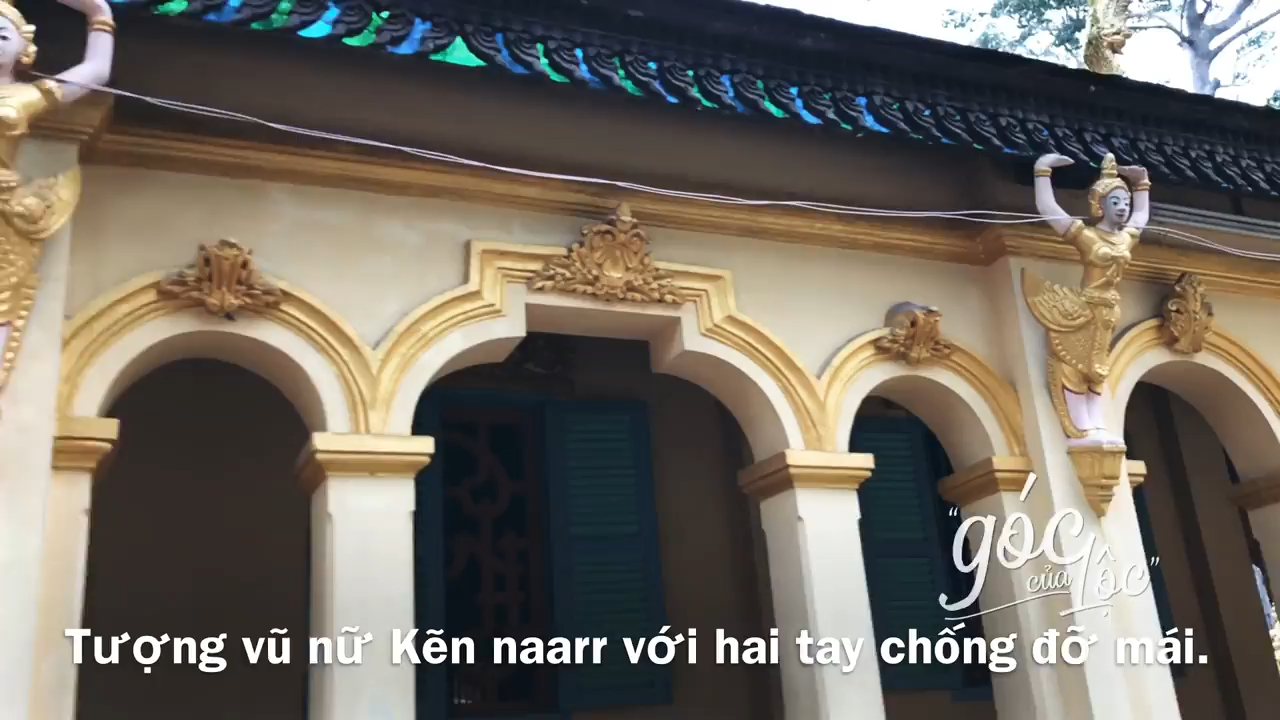 “góc
của Lộc”
Tượng vũ nữ Kẽn naarr với hai tay chống đỡ mái.